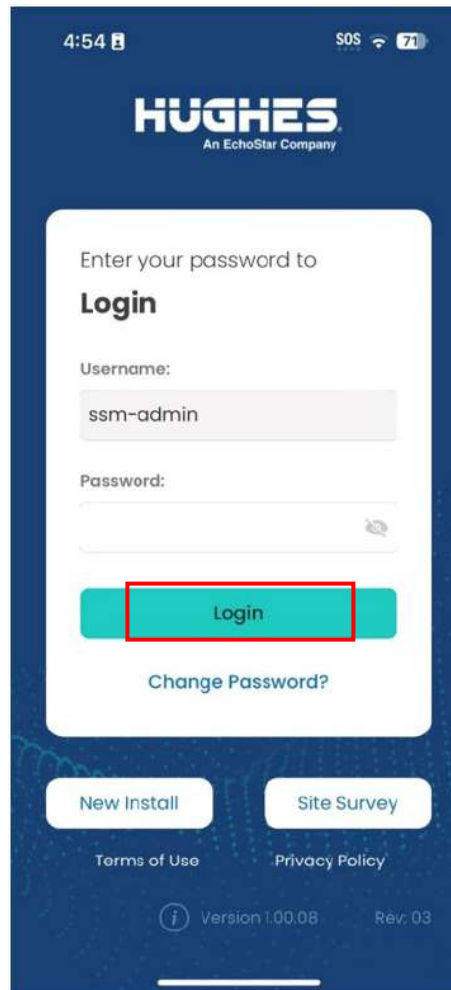 4:54 SOS 71
HUGHES
An EchoStar Company
Enter your password to
Login
Username:
ssm-admin
Password:
Login
Change Password?
New Install Site Survey
Terms of Use Privacy Policy
i Version 1.00.08 Rev: 03